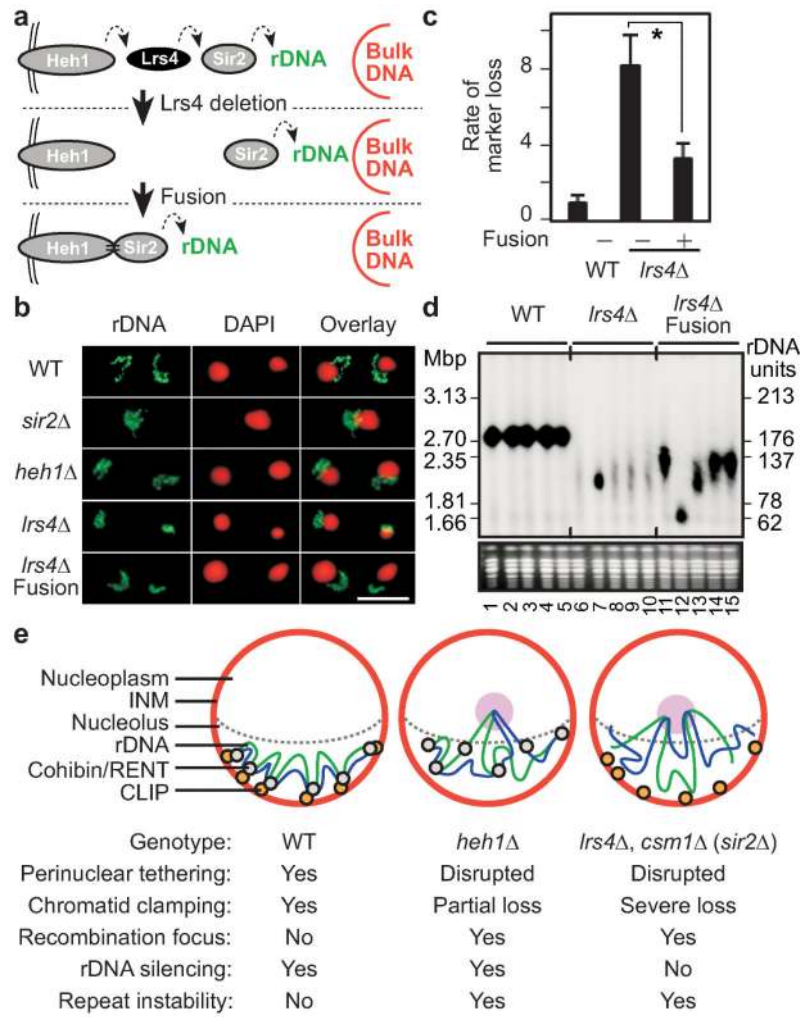 a
Heh1 Lrs4 Sir2 rDNA Bulk DNA
Lrs4 deletion
Heh1 Sir2 rDNA Bulk DNA
Fusion
Heh1 Sir2 rDNA Bulk DNA
b
rDNA DAPI Overlay
WT
sir2Δ
heh1Δ
lrs4Δ
lrs4Δ Fusion
c
Rate of marker loss
8
4
0
*
Fusion − − +
WT lrs4Δ
d
WT lrs4Δ lrs4Δ Fusion
Mbp rDNA units
3.13 213
2.70 176
2.35 137
1.81 78
1.66 62
1 2 3 4 5 6 7 8 9 10 11 12 13 14 15
e
Nucleoplasm
INM
Nucleolus
rDNA
Cohibin/RENT
CLIP
Genotype: WT heh1Δ lrs4Δ, csm1Δ (sir2Δ)
Perinuclear tethering: Yes Disrupted Disrupted
Chromatid clamping: Yes Partial loss Severe loss
Recombination focus: No Yes Yes
rDNA silencing: Yes Yes No
Repeat instability: No Yes Yes